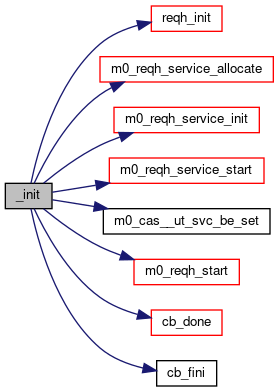 reqh_init
m0_reqh_service_allocate
m0_reqh_service_init
_init
m0_reqh_service_start
m0_cas__ut_svc_be_set
m0_reqh_start
cb_done
cb_fini